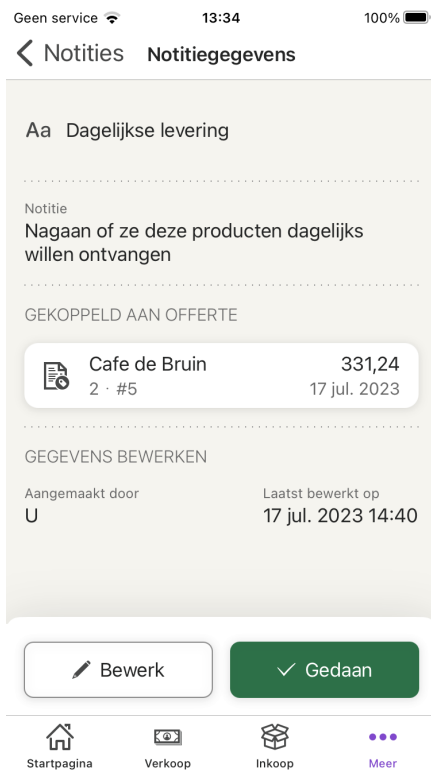 Geen service 13:34 100%
Notities Notitiegegevens
Aa Dagelijkse levering
Notitie
Nagaan of ze deze producten dagelijks
willen ontvangen
GEKOPPELD AAN OFFERTE
Cafe de Bruin 331,24
2 · #5 17 jul. 2023
GEGEVENS BEWERKEN
Aangemaakt door Laatst bewerkt op
U 17 jul. 2023 14:40
Bewerk Gedaan
Startpagina Verkoop Inkoop Meer